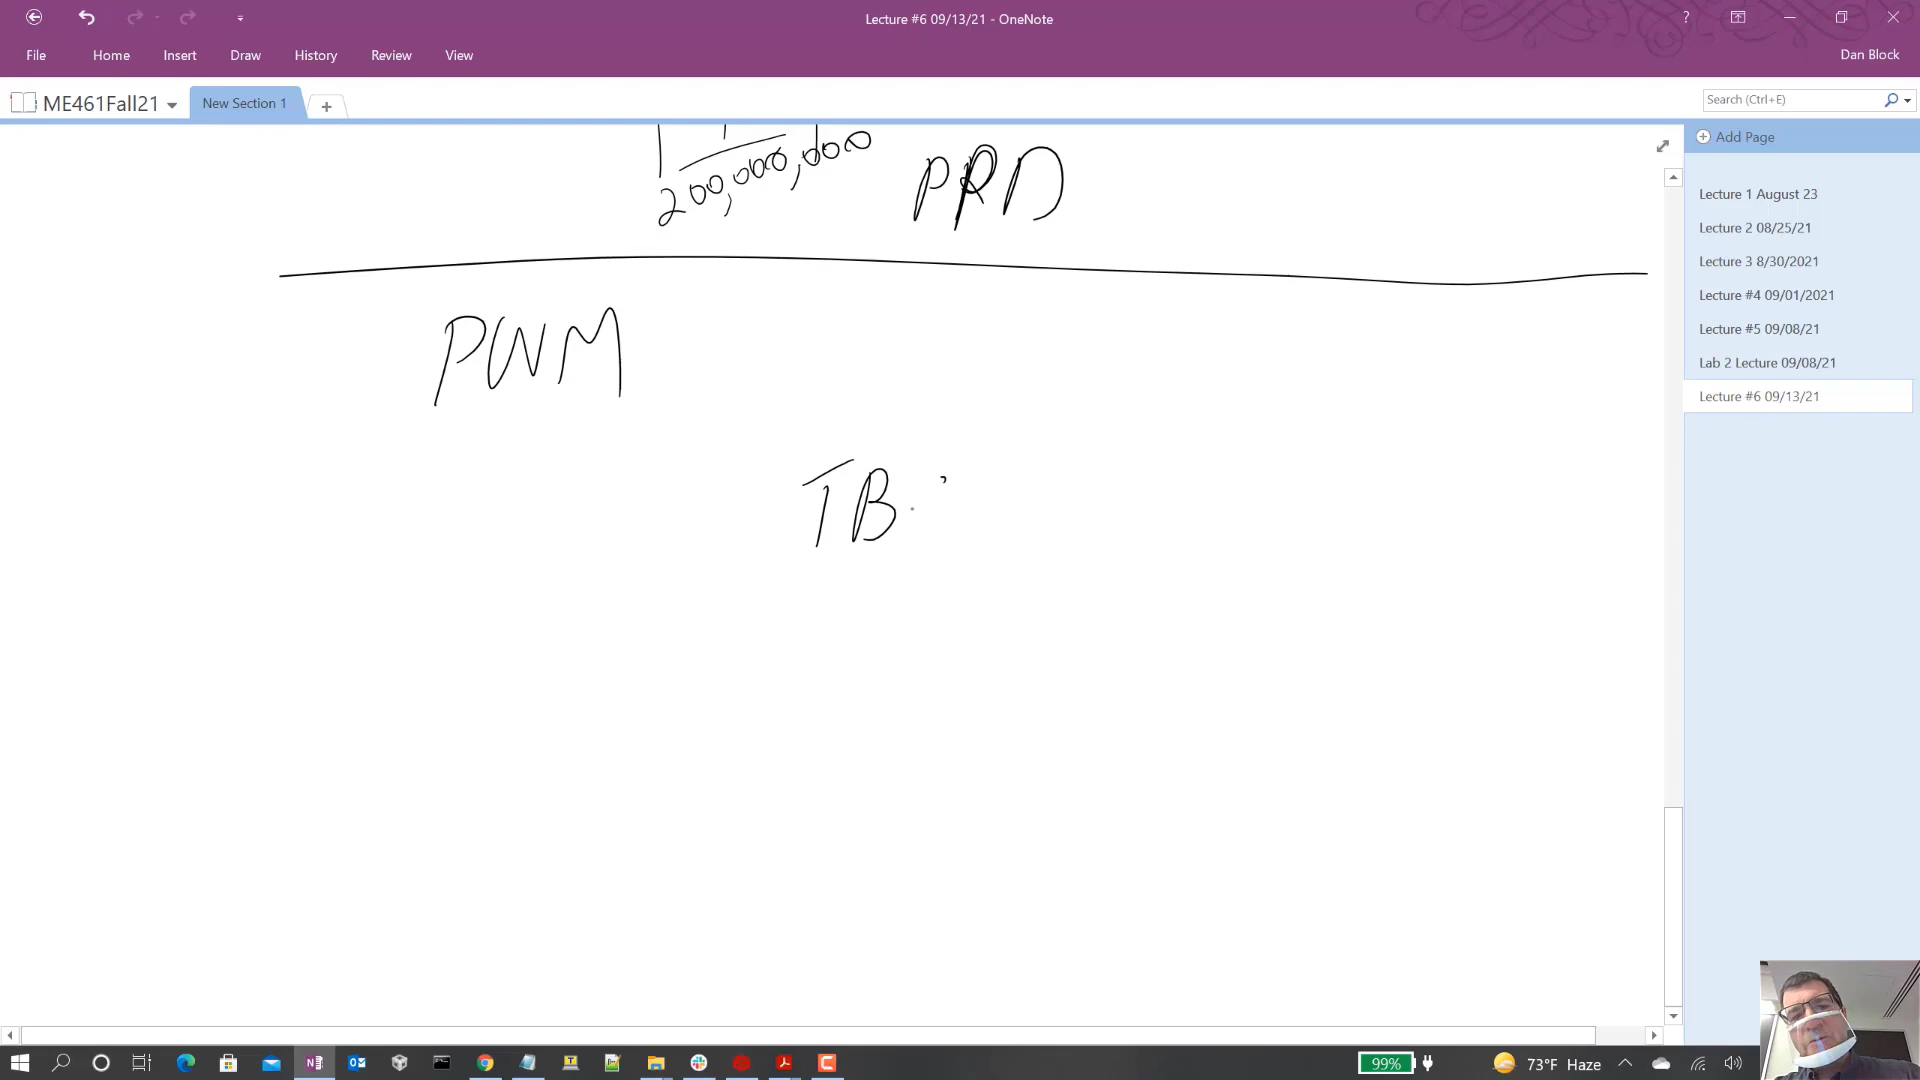 Lecture #6 09/13/21 - OneNote
?
File Home Insert Draw History Review View
Dan Block
ME461Fall21
New Section 1
+
Search (Ctrl+E)
Add Page
Lecture 1 August 23
Lecture 2 08/25/21
Lecture 3 8/30/2021
Lecture #4 09/01/2021
Lecture #5 09/08/21
Lab 2 Lecture 09/08/21
Lecture #6 09/13/21
200,000,000
PRD
PWM
TB
99%
73°F Haze